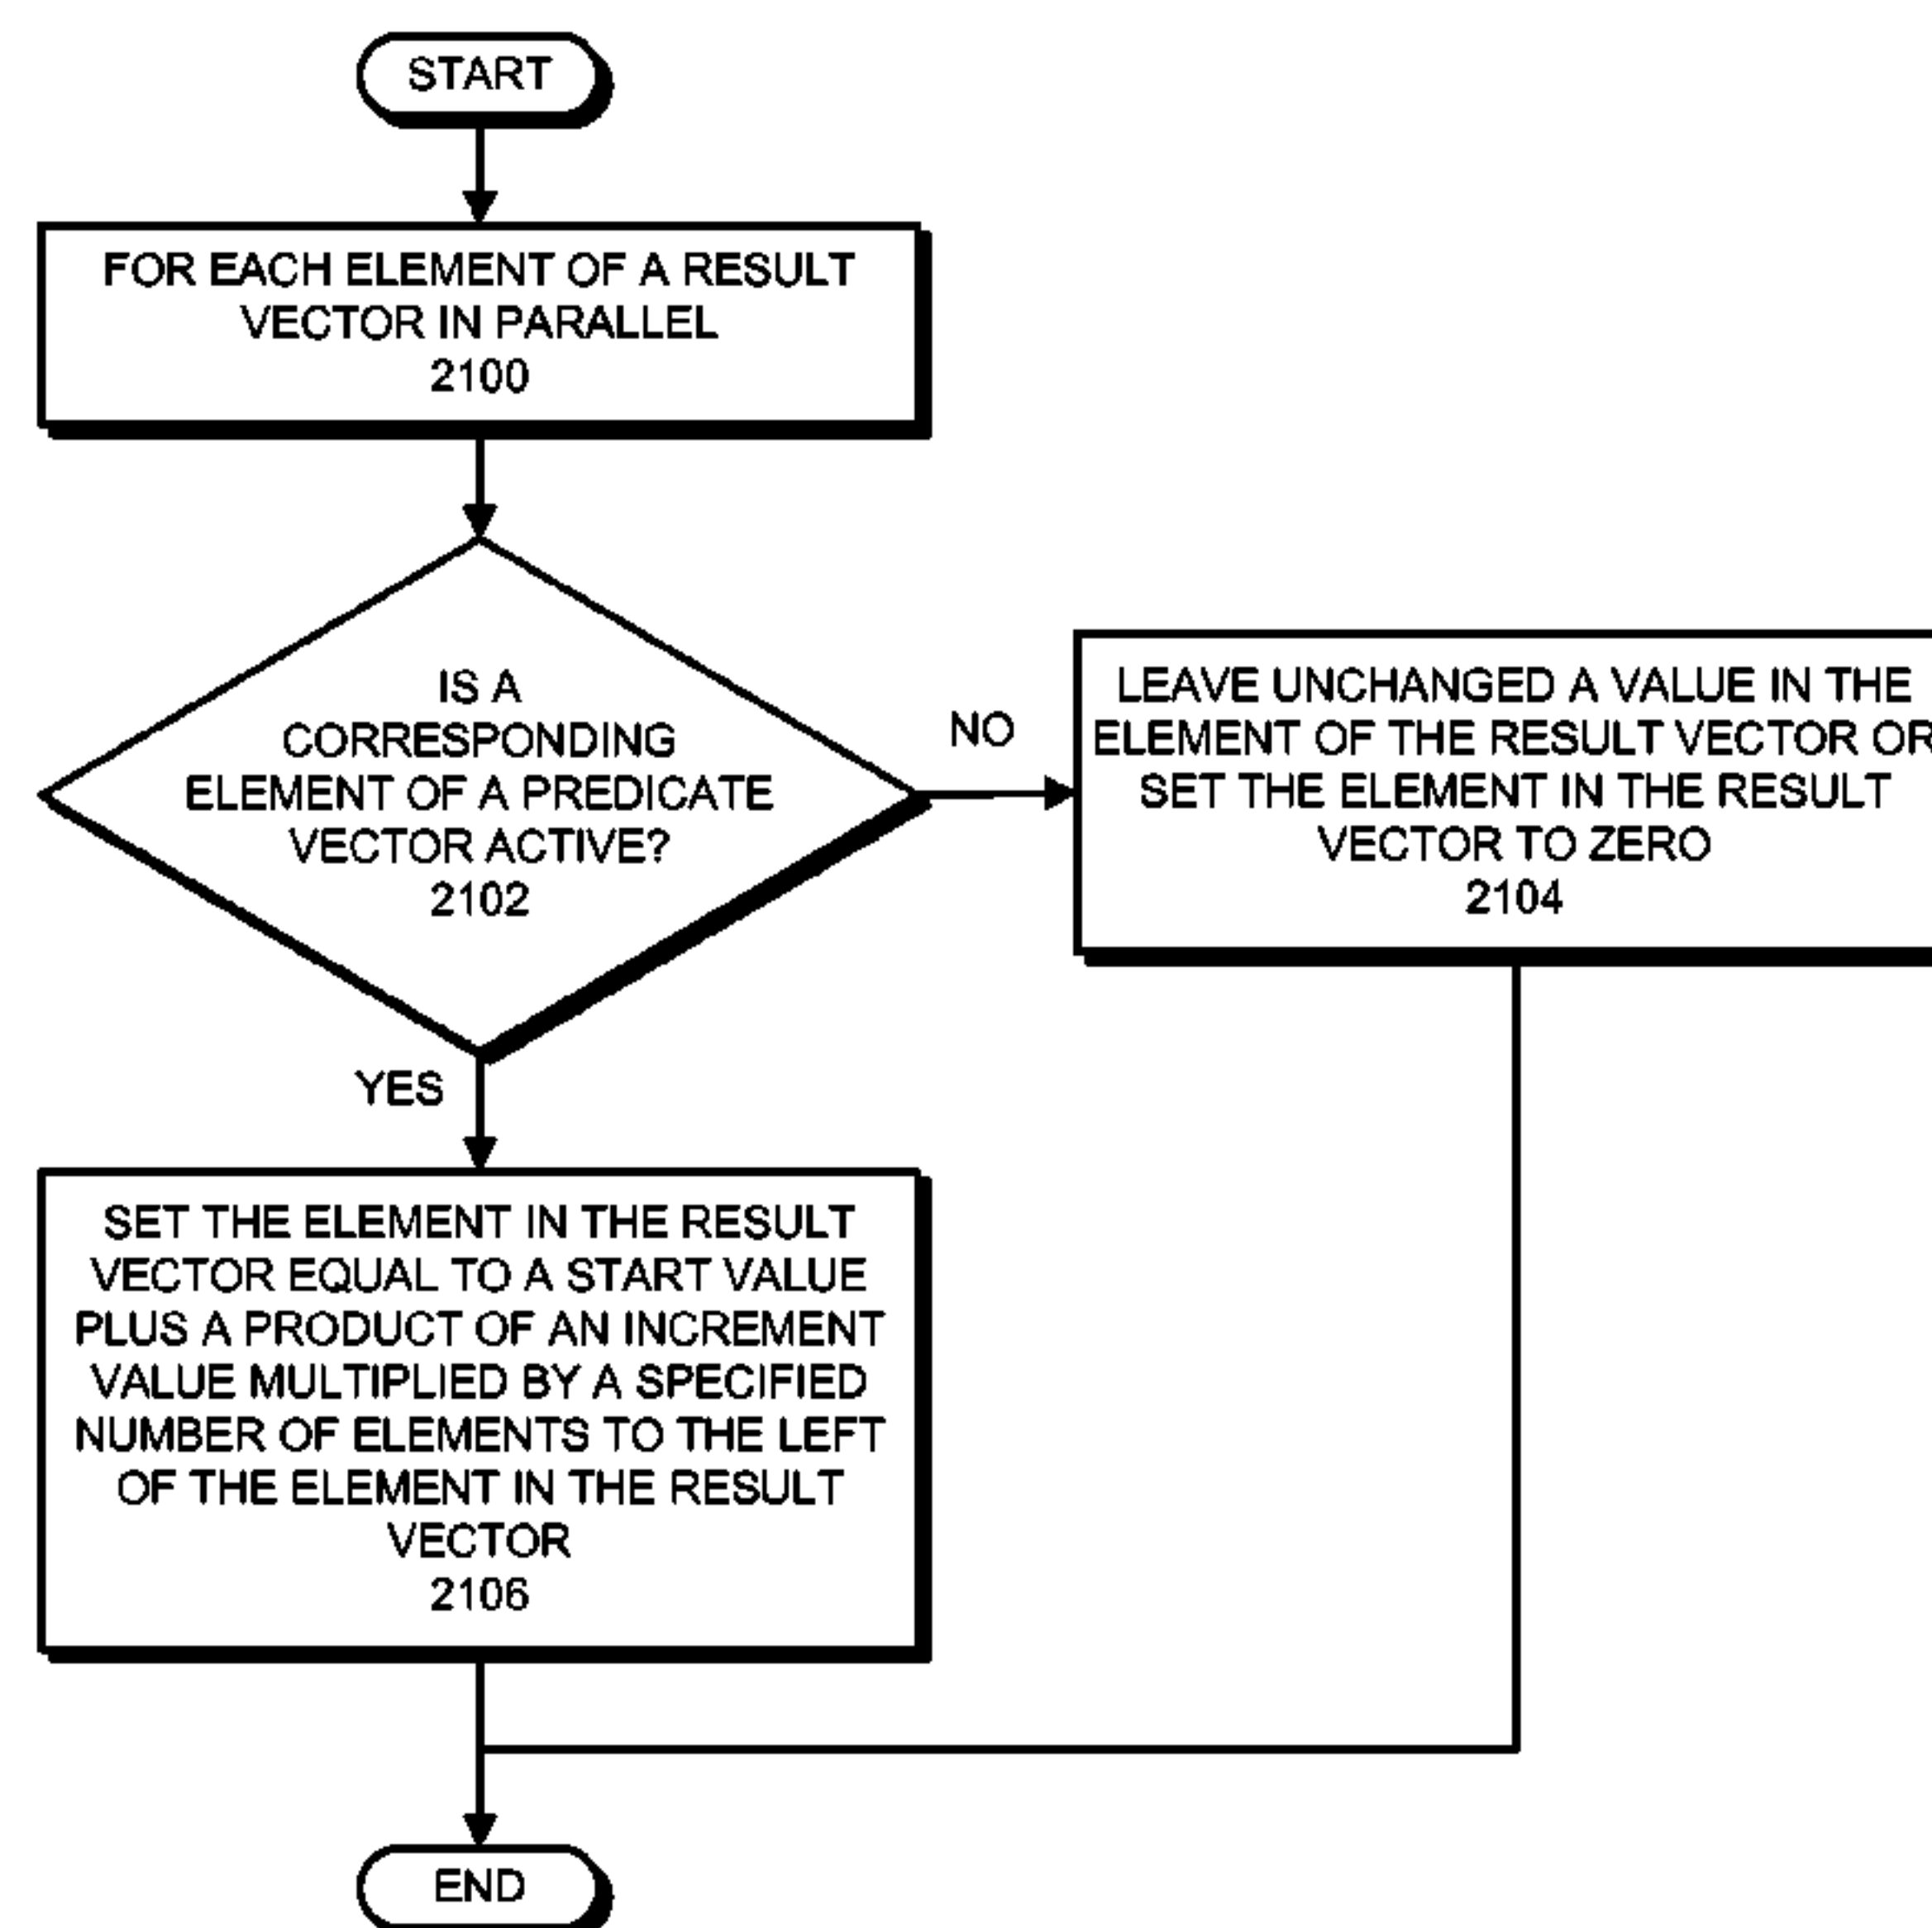 START
FOR EACH ELEMENT OF A RESULT
VECTOR IN PARALLEL
2100
IS A
CORRESPONDING
ELEMENT OF A PREDICATE
VECTOR ACTIVE?
2102
NO
LEAVE UNCHANGED A VALUE IN THE
ELEMENT OF THE RESULT VECTOR OR
SET THE ELEMENT IN THE RESULT
VECTOR TO ZERO
2104
YES
SET THE ELEMENT IN THE RESULT
VECTOR EQUAL TO A START VALUE
PLUS A PRODUCT OF AN INCREMENT
VALUE MULTIPLIED BY A SPECIFIED
NUMBER OF ELEMENTS TO THE LEFT
OF THE ELEMENT IN THE RESULT
VECTOR
2106
END